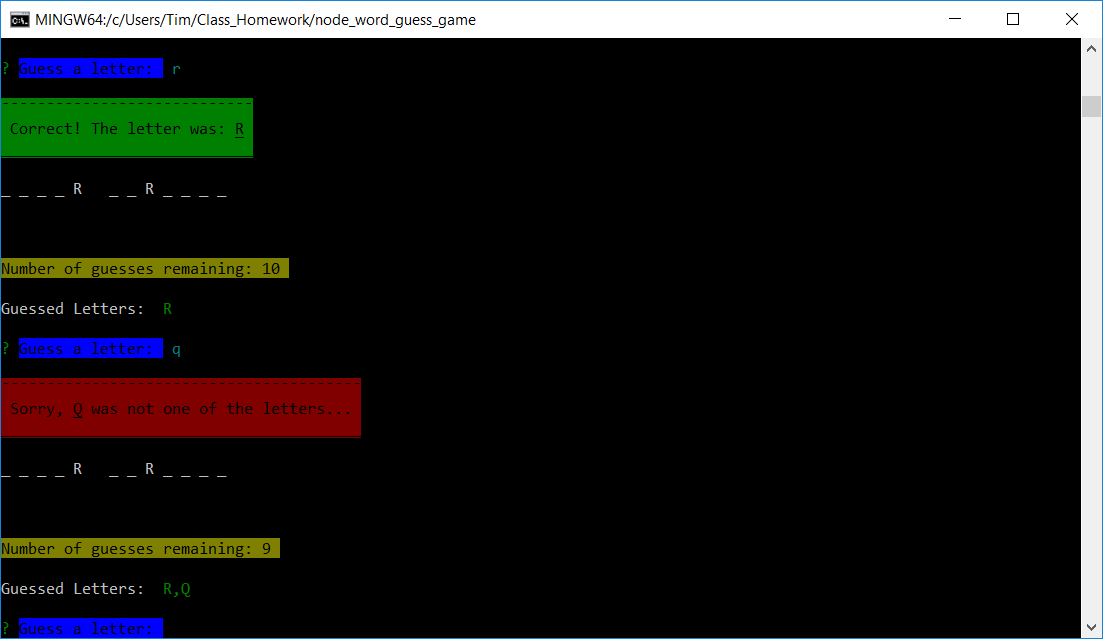 MINGW64:/c/Users/Tim/Class_Homework/node_word_guess_game
? Guess a letter: r
----------------------------
Correct! The letter was: R
_ _ _ _ R   _ _ R _ _ _ _
Number of guesses remaining: 10
Guessed Letters:  R
? Guess a letter: q
----------------------------------------
Sorry, Q was not one of the letters...
_ _ _ _ R   _ _ R _ _ _ _
Number of guesses remaining: 9
Guessed Letters:  R,Q
? Guess a letter: